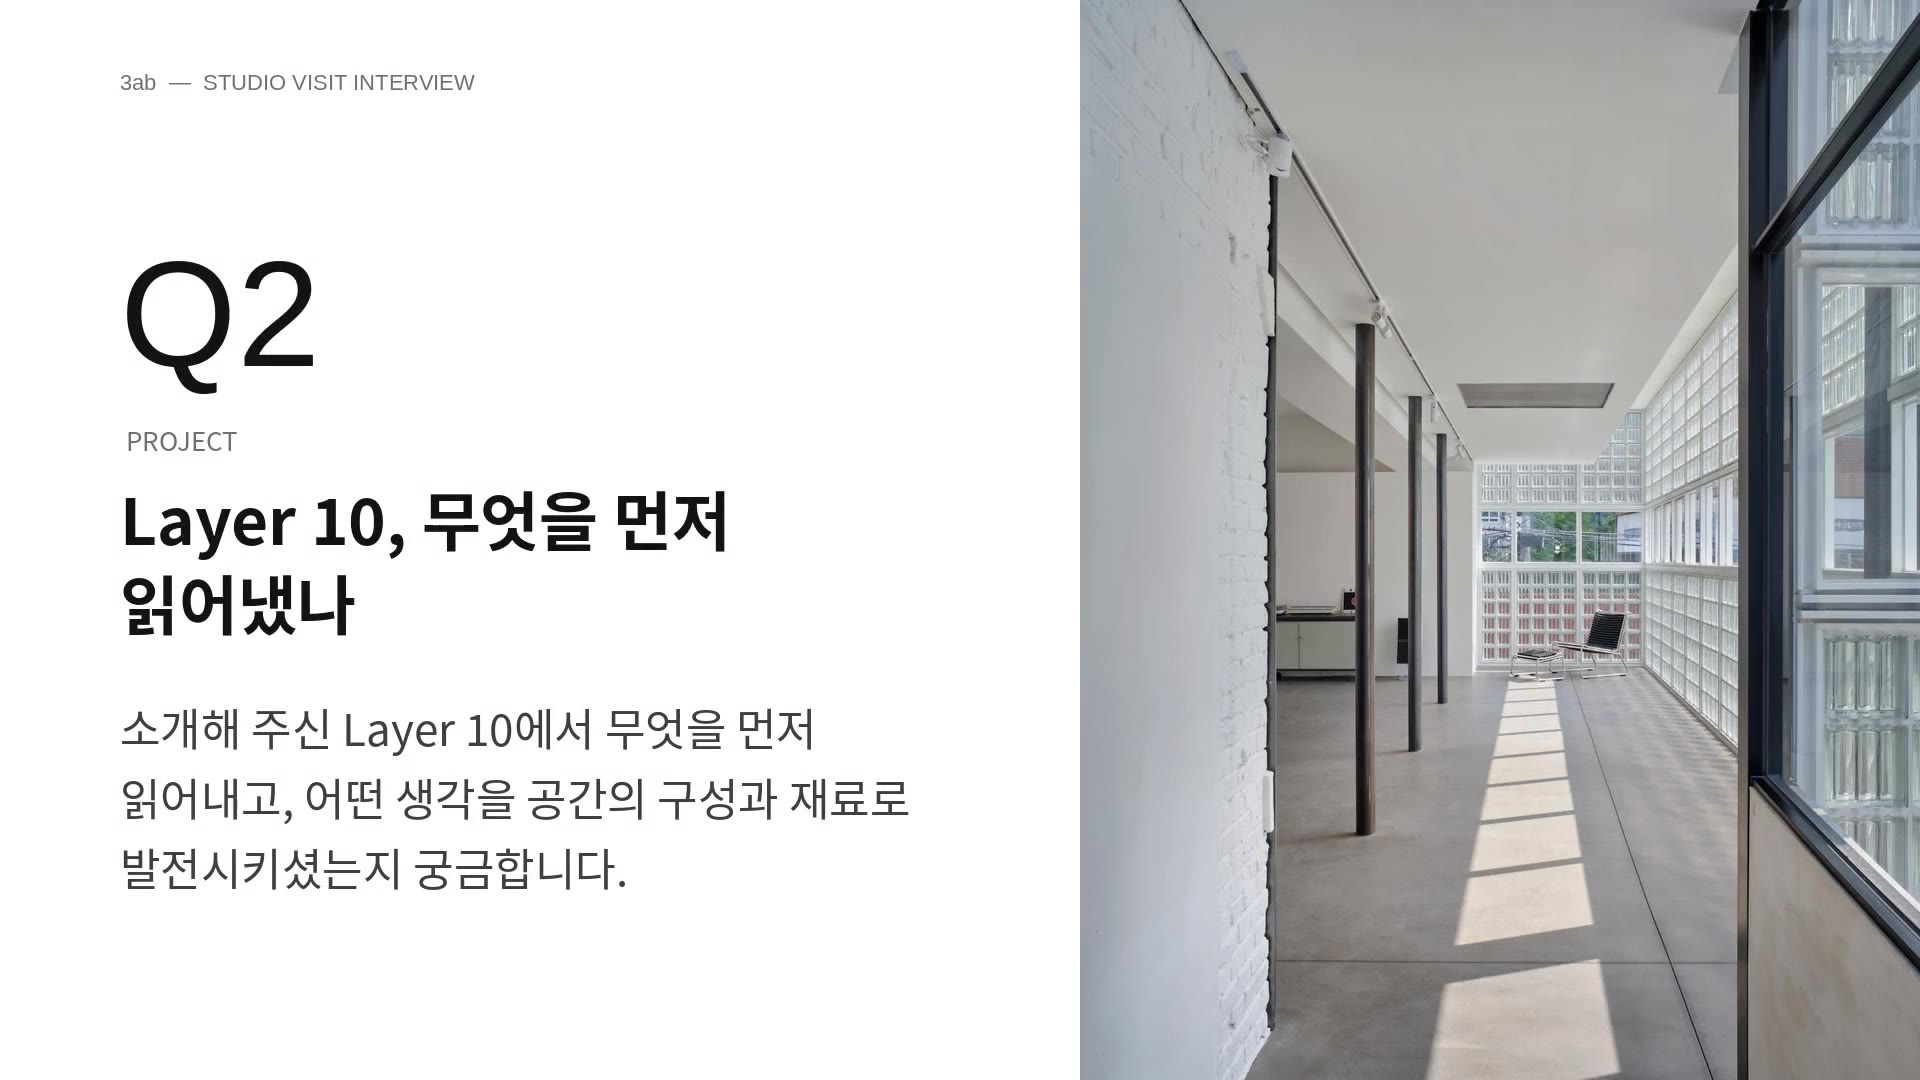 3ab — STUDIO VISIT INTERVIEW
Q2
PROJECT
Layer 10, 무엇을 먼저
읽어냈나
소개해 주신 Layer 10에서 무엇을 먼저
읽어내고, 어떤 생각을 공간의 구성과 재료로
발전시키셨는지 궁금합니다.